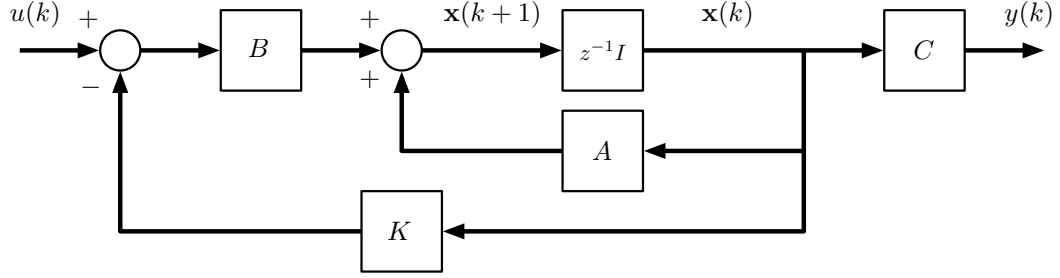 u(k) + + x(k+1) x(k) y(k)
B z⁻¹I C
− +
A
K